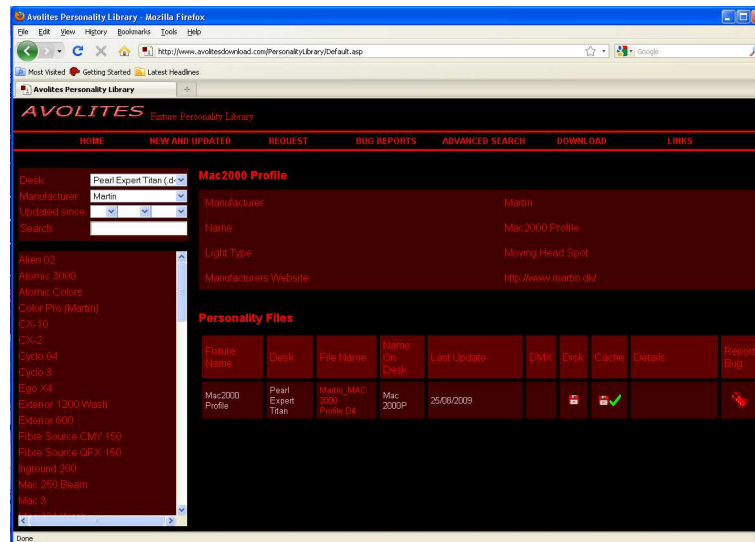 Avolites Personality Library - Mozilla Firefox
File Edit View History Bookmarks Tools Help
http://www.avolitesdownload.com/PersonalityLibrary/Default.asp
Google
Most Visited Getting Started Latest Headlines
Avolites Personality Library
AVOLITES Fixture Personality Library
HOME NEW AND UPDATED REQUEST BUG REPORTS ADVANCED SEARCH DOWNLOAD LINKS
Desk: Pearl Expert Titan (.d4
Manufacturer: Martin
Updated since:
Search:
Alien 02
Atomic 3000
Atomic Colors
Color Pro (Martin)
CX-10
CX-2
Cyclo 04
Cyclo 3
Ego X4
Exterior 1200 Wash
Exterior 600
Fibre Source CMY 150
Fibre Source QFX 150
Inground 200
Mac 250 Beam
Mac 3
Mac2000 Profile
Manufacturer: Martin
Name: Mac2000 Profile
Light Type: Moving Head Spot
Manufacturers Website: http://www.martin.dk/
Personality Files
Fixture Name Desk File Name Name On Desk Last Update DMX Disk Cache Details Report Bug
Mac2000 Profile Pearl Expert Titan Martin_MAC 2000 Profile.D4 Mac 2000P 25/08/2009
Done